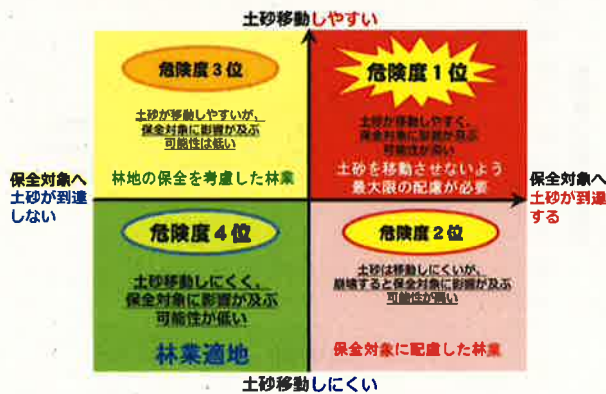 土砂移動しやすい
危険度3位
土砂が移動しやすいが、
保全対象に影響が及ぶ
可能性は低い
林地の保全を考慮した林業
危険度1位
土砂が移動しやすく、
保全対象に影響が及ぶ
可能性が高い
土砂を移動させないよう
最大限の配慮が必要
保全対象へ
土砂が到達
しない
保全対象へ
土砂が到達
する
危険度4位
土砂移動しにくく、
保全対象に影響が及ぶ
可能性が低い
林業適地
危険度2位
土砂は移動しにくいが、
崩壊すると保全対象に影響が及ぶ
可能性が高い
保全対象に配慮した林業
土砂移動しにくい